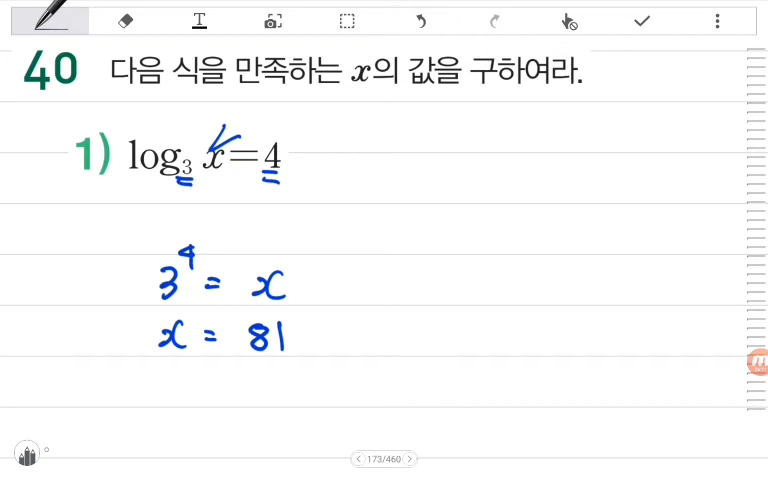 T
40 다음 식을 만족하는 x의 값을 구하여라.
1) log₃ x=4
3⁴ = x
x = 81
173/460